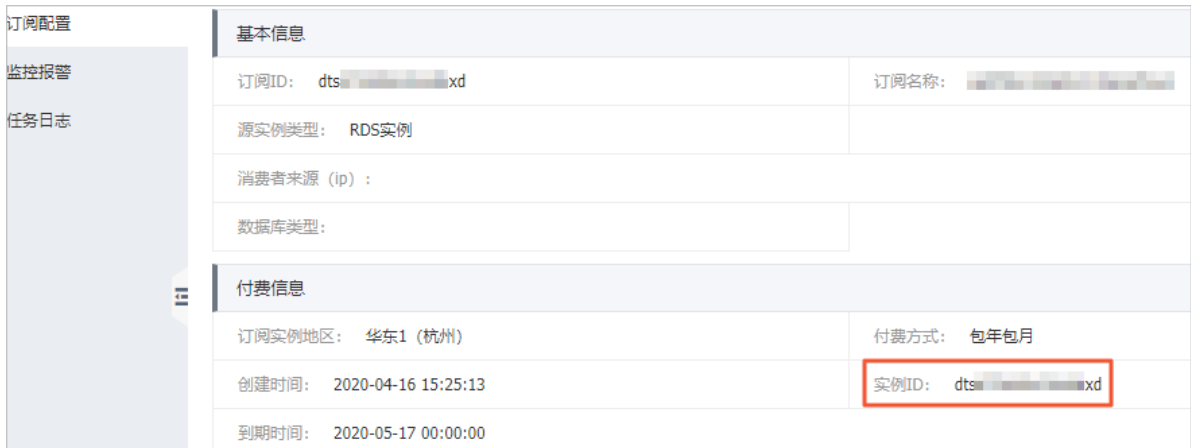 订阅配置
监控报警
任务日志
基本信息
订阅ID： dts xd
订阅名称：
源实例类型： RDS实例
消费者来源（ip）：
数据库类型：
付费信息
订阅实例地区： 华东1（杭州）
付费方式： 包年包月
创建时间： 2020-04-16 15:25:13
实例ID： dts xd
到期时间： 2020-05-17 00:00:00